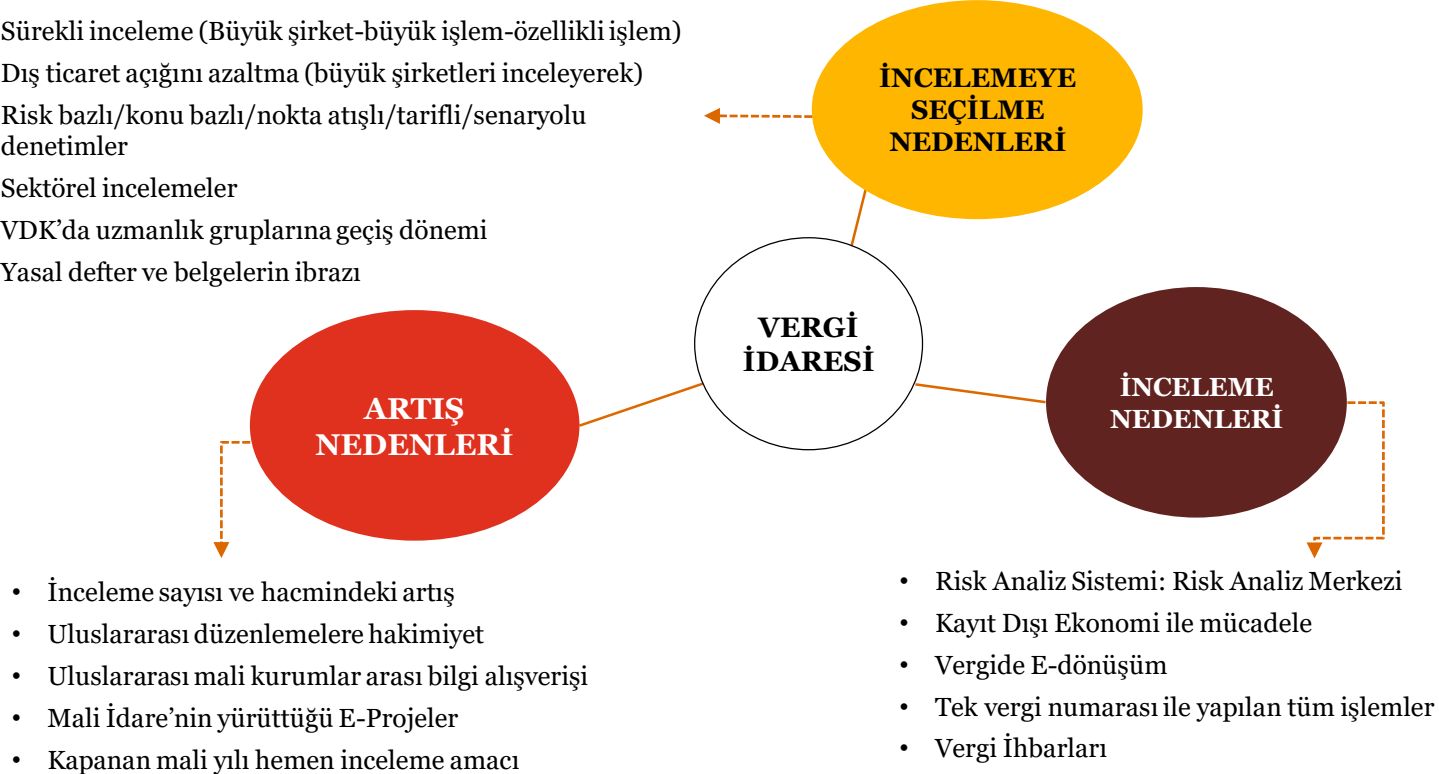 Sürekli inceleme (Büyük şirket-büyük işlem-özellikli işlem)
Dış ticaret açığını azaltma (büyük şirketleri inceleyerek)
Risk bazlı/konu bazlı/nokta atışlı/tarifli/senaryolu
denetimler
Sektörel incelemeler
VDK’da uzmanlık gruplarına geçiş dönemi
Yasal defter ve belgelerin ibrazı
İNCELEMEYE
SEÇİLME
NEDENLERİ
VERGİ
İDARESİ
ARTIŞ
NEDENLERİ
İNCELEME
NEDENLERİ
• İnceleme sayısı ve hacmindeki artış
• Uluslararası düzenlemelere hakimiyet
• Uluslararası mali kurumlar arası bilgi alışverişi
• Mali İdare’nin yürüttüğü E-Projeler
• Kapanan mali yılı hemen inceleme amacı
• Risk Analiz Sistemi: Risk Analiz Merkezi
• Kayıt Dışı Ekonomi ile mücadele
• Vergide E-dönüşüm
• Tek vergi numarası ile yapılan tüm işlemler
• Vergi İhbarları